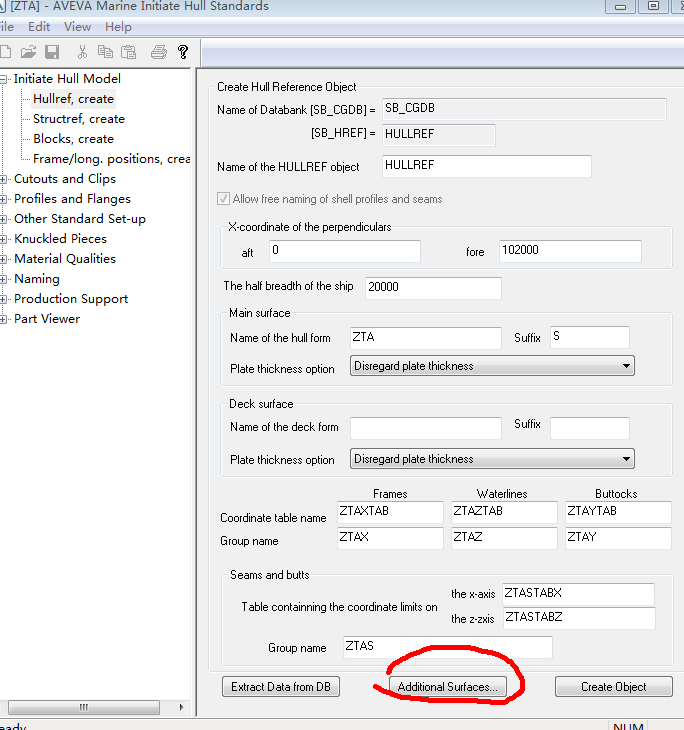 [ZTA] - AVEVA Marine Initiate Hull Standards
File Edit View Help
Initiate Hull Model
Hullref, create
Structref, create
Blocks, create
Frame/long. positions, crea
Cutouts and Clips
Profiles and Flanges
Other Standard Set-up
Knuckled Pieces
Material Qualities
Naming
Production Support
Part Viewer
Create Hull Reference Object
Name of Databank [SB_CGDB] = SB_CGDB
[SB_HREF] = HULLREF
Name of the HULLREF object HULLREF
Allow free naming of shell profiles and seams
X-coordinate of the perpendiculars
aft 0 fore 102000
The half breadth of the ship 20000
Main surface
Name of the hull form ZTA Suffix S
Plate thickness option Disregard plate thickness
Deck surface
Name of the deck form Suffix
Plate thickness option Disregard plate thickness
Frames Waterlines Buttocks
Coordinate table name ZTAXTAB ZTAZTAB ZTAYTAB
Group name ZTAX ZTAZ ZTAY
Seams and butts
Table containning the coordinate limits on the x-axis ZTASTABX
the z-zxis ZTASTABZ
Group name ZTAS
Extract Data from DB Additional Surfaces... Create Object
eady NUM